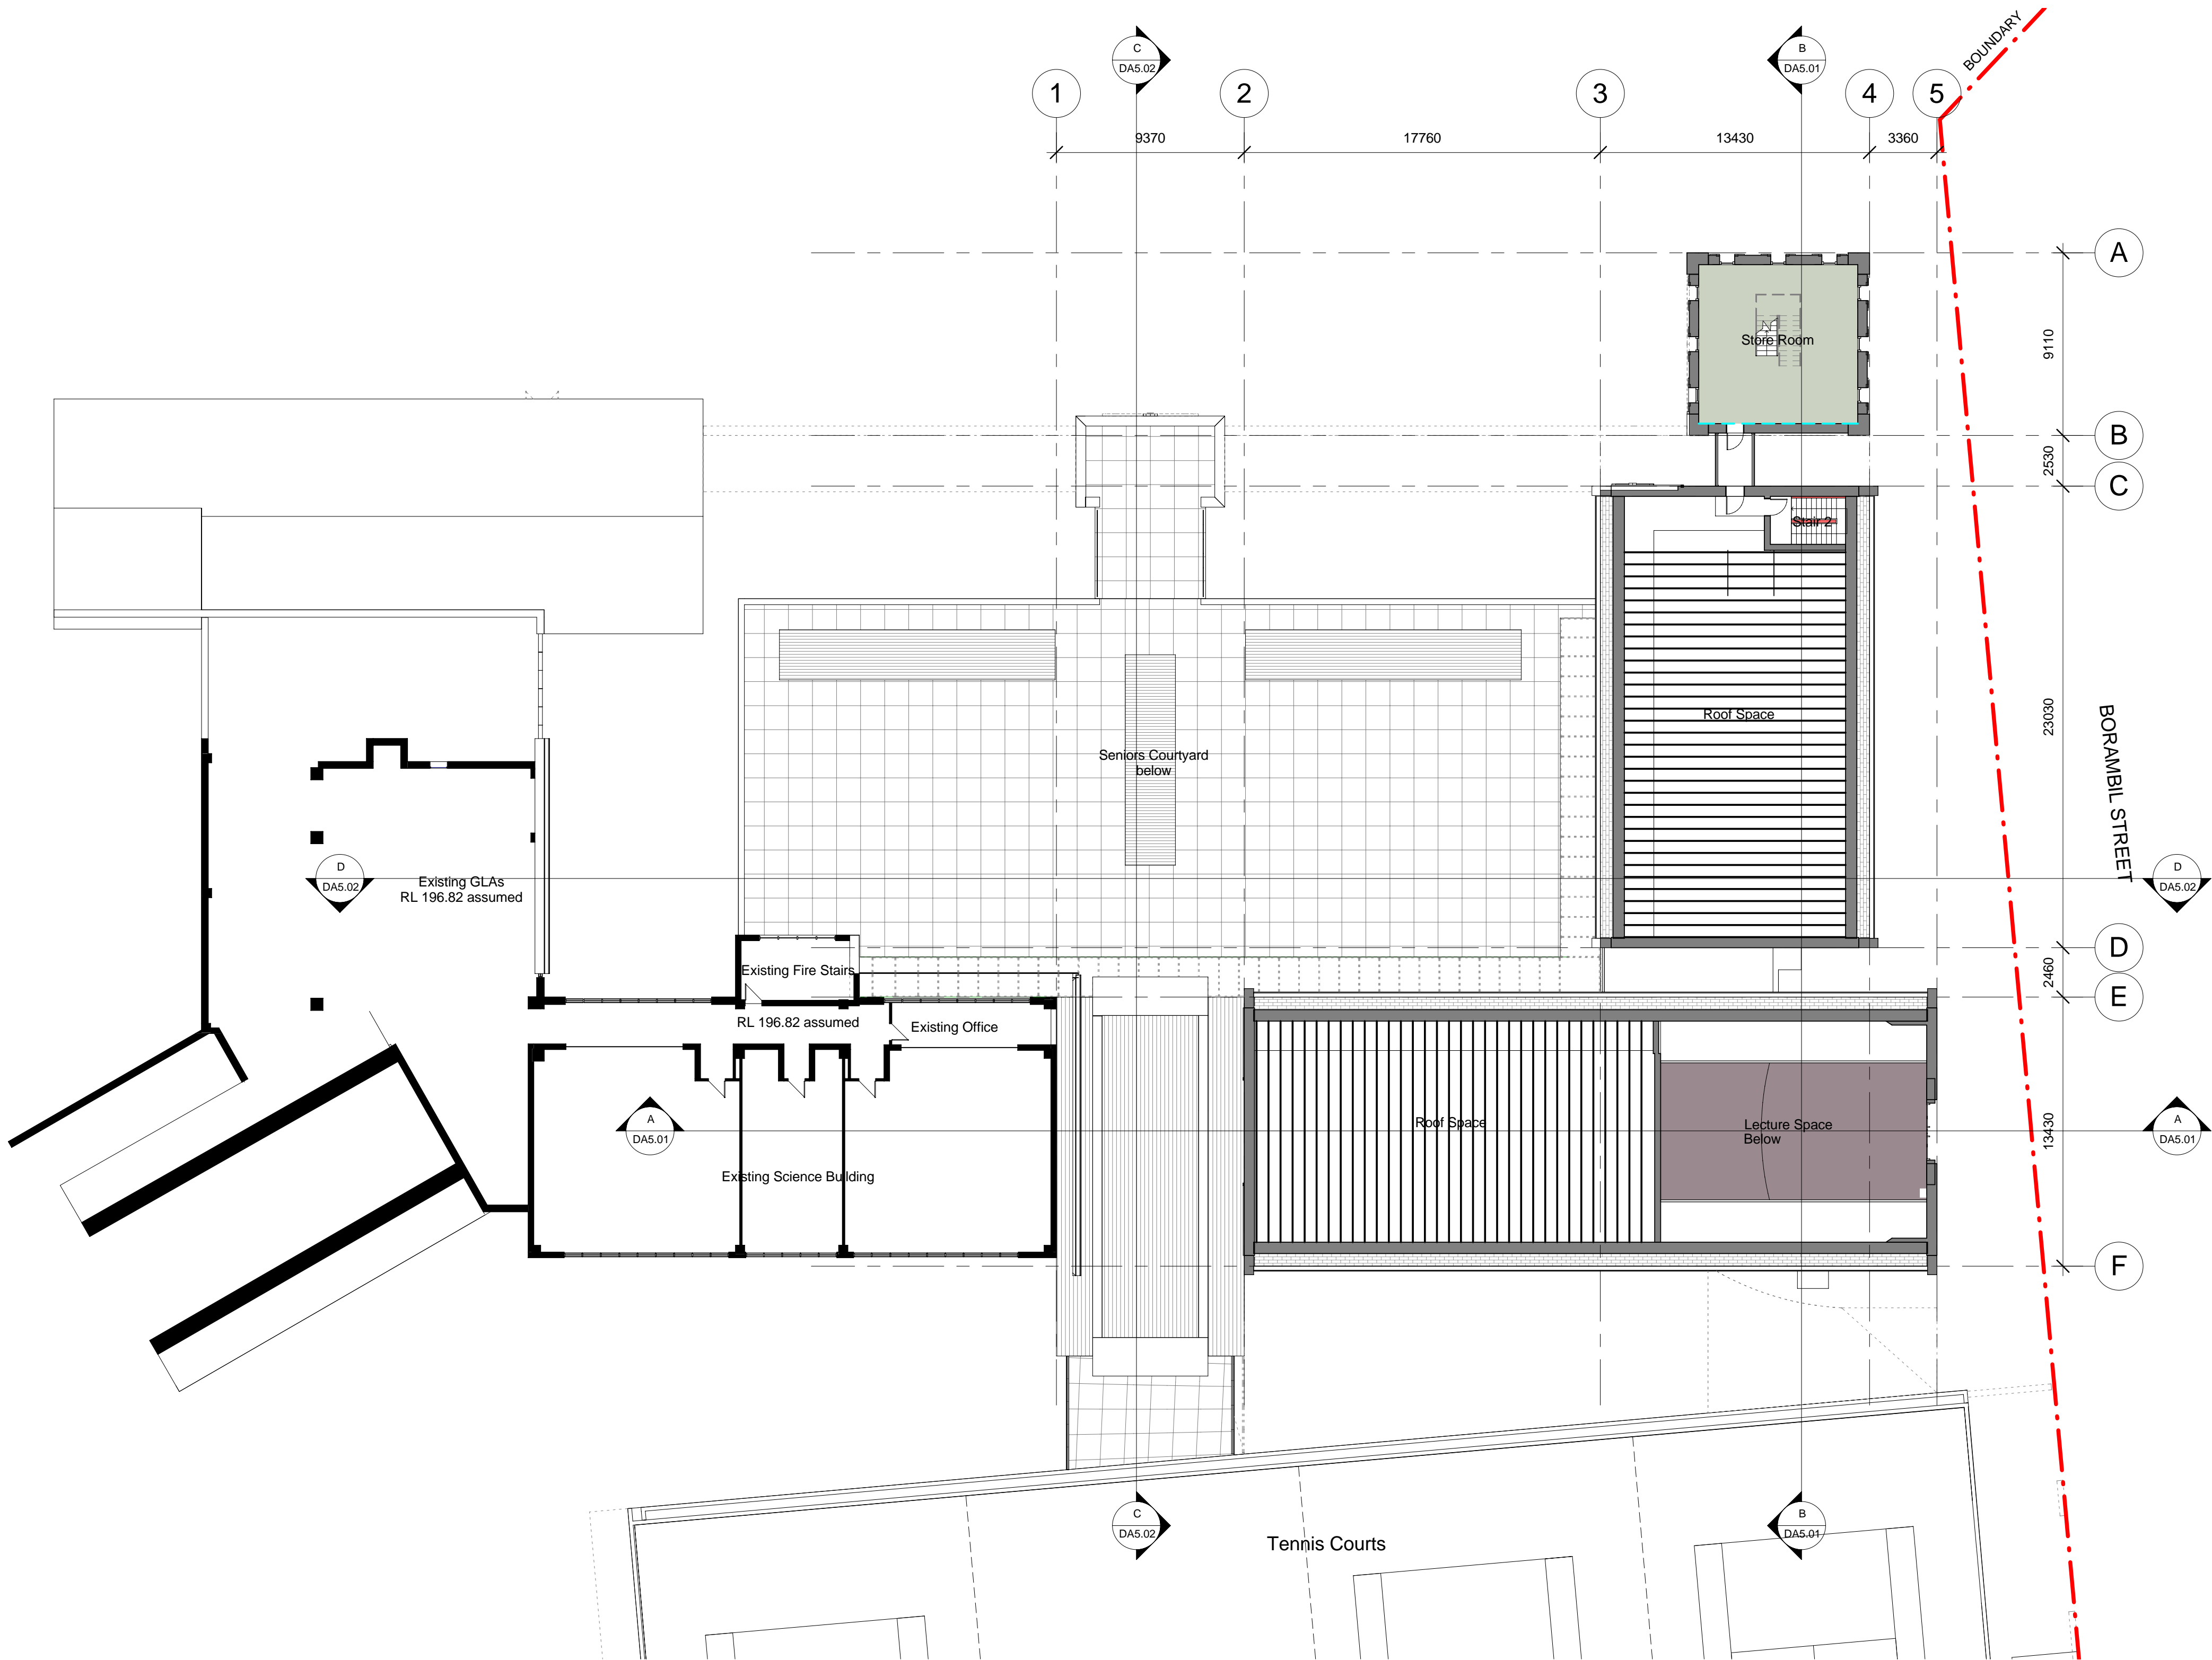 C
DA5.02
B
DA5.01
BOUNDARY
1
2
3
4
5
9370
17760
13430
3360
A
Store Room
9110
B
2530
C
Stair 2
Roof Space
23030
BORAMBIL STREET
Seniors Courtyard
below
D
DA5.02
Existing GLAs
RL 196.82 assumed
D
DA5.02
D
Existing Fire Stairs
2460
E
RL 196.82 assumed
Existing Office
A
DA5.01
Roof Space
Lecture Space
Below
13430
A
DA5.01
Existing Science Building
F
C
DA5.02
B
DA5.01
Tennis Courts